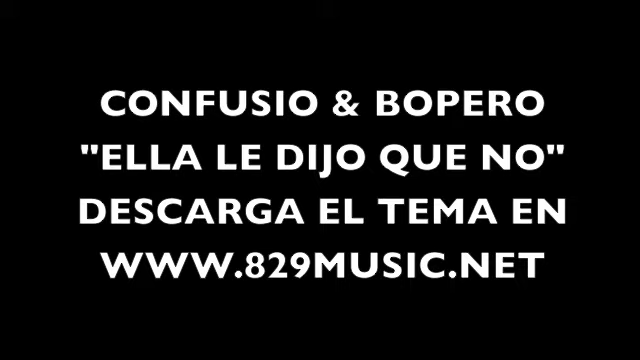 CONFUSIO & BOPERO
"ELLA LE DIJO QUE NO"
DESCARGA EL TEMA EN
WWW.829MUSIC.NET